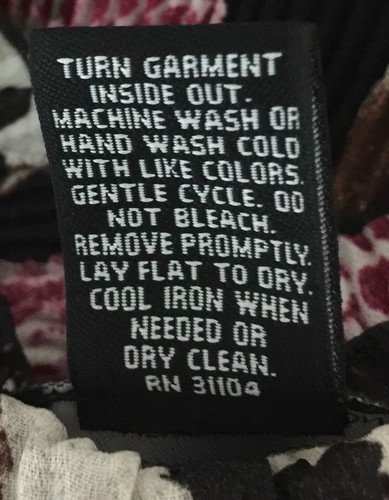 TURN GARMENT
INSIDE OUT.
MACHINE WASH OR
HAND WASH COLD
WITH LIKE COLORS.
GENTLE CYCLE. DO
NOT BLEACH.
REMOVE PROMPTLY.
LAY FLAT TO DRY.
COOL IRON WHEN
NEEDED OR
DRY CLEAN.
RN 31104